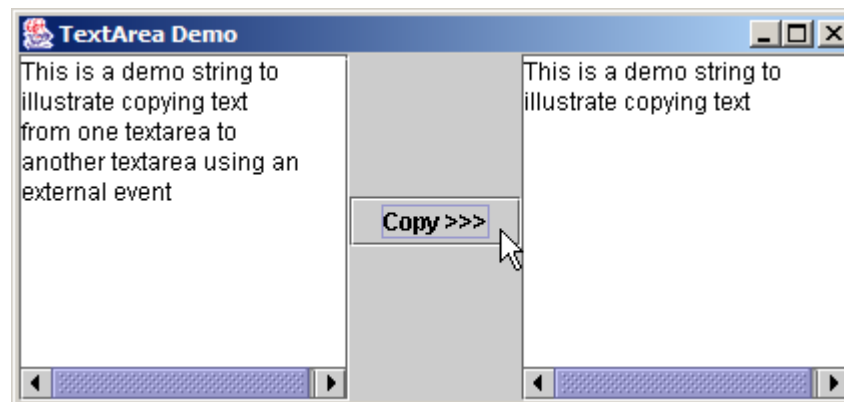 TextArea Demo
This is a demo string to
illustrate copying text
from one textarea to
another textarea using an
external event
Copy >>>
This is a demo string to
illustrate copying text